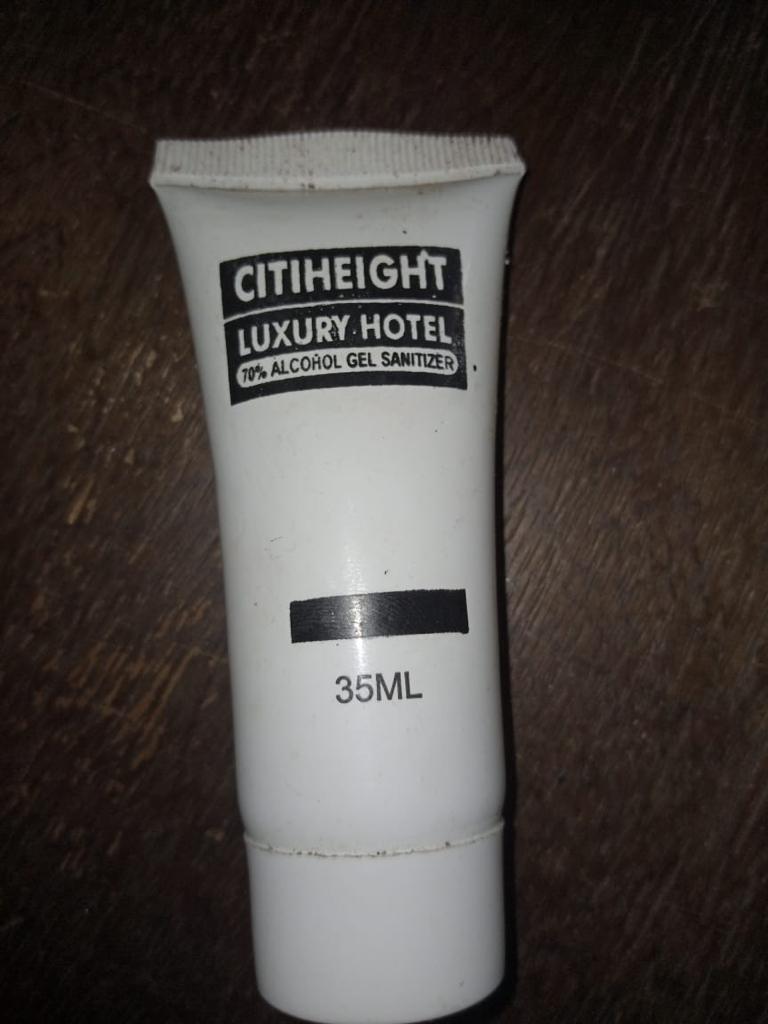 CITIHEIGHT
LUXURY HOTEL
70% ALCOHOL GEL SANITIZER
35ML